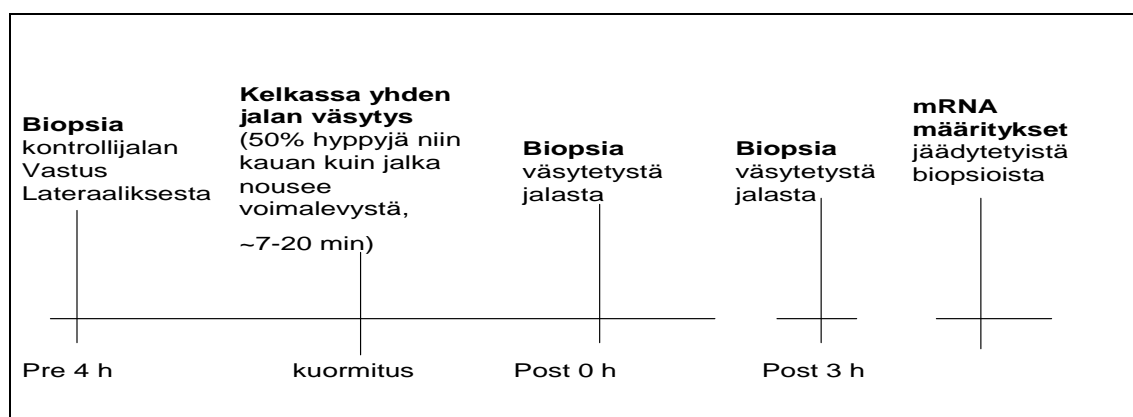 Biopsia
kontrollijalan
Vastus
Lateraaliksesta
Kelkassa yhden
jalan väsytys
(50% hyppyjä niin
kauan kuin jalka
nousee
voimalevystä,
~7-20 min)
Biopsia
väsytetystä
jalasta
Biopsia
väsytetystä
jalasta
mRNA
määritykset
jäädytetyistä
biopsioista
Pre 4 h
kuormitus
Post 0 h
Post 3 h